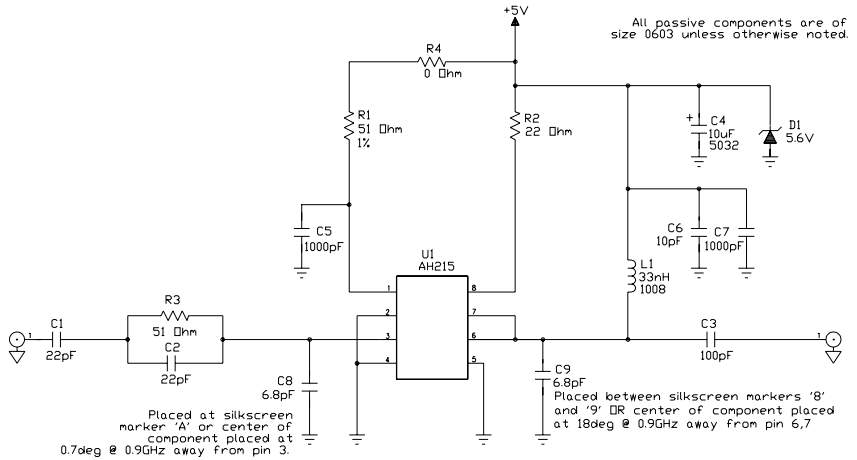 +5V
All passive components are of
size 0603 unless otherwise noted.
R4
0 Ohm
R1
51 Ohm
1%
R2
22 Ohm
+
C4
10uF
5032
D1
5.6V
C5
1000pF
C6
10pF
C7
1000pF
U1
AH215
L1
33nH
1008
1
2
3
4
8
7
6
5
R3
51 Ohm
1
C1
22pF
C2
22pF
C3
100pF
1
C8
6.8pF
C9
6.8pF
Placed at silkscreen
marker 'A' or center of
component placed at
0.7deg @ 0.9GHz away from pin 3.
Placed between silkscreen markers '8'
and '9' OR center of component placed
at 18deg @ 0.9GHz away from pin 6,7